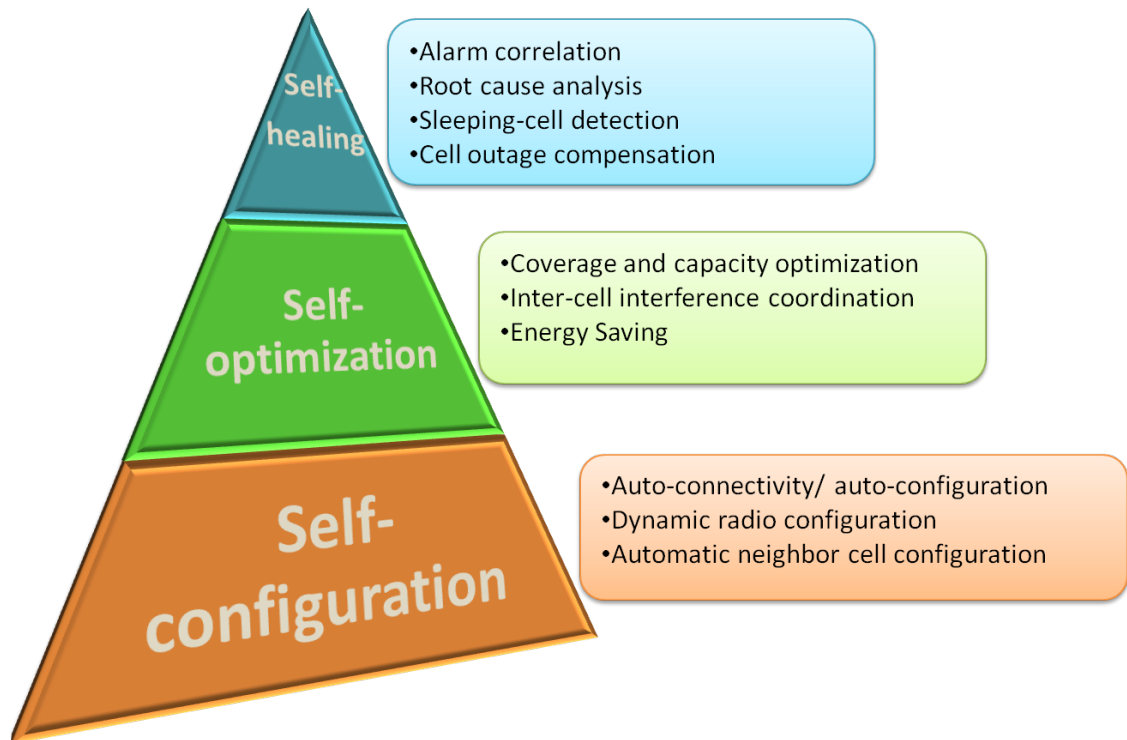 Self-
healing
•Alarm correlation
•Root cause analysis
•Sleeping-cell detection
•Cell outage compensation
Self-
optimization
•Coverage and capacity optimization
•Inter-cell interference coordination
•Energy Saving
Self-
configuration
•Auto-connectivity/ auto-configuration
•Dynamic radio configuration
•Automatic neighbor cell configuration